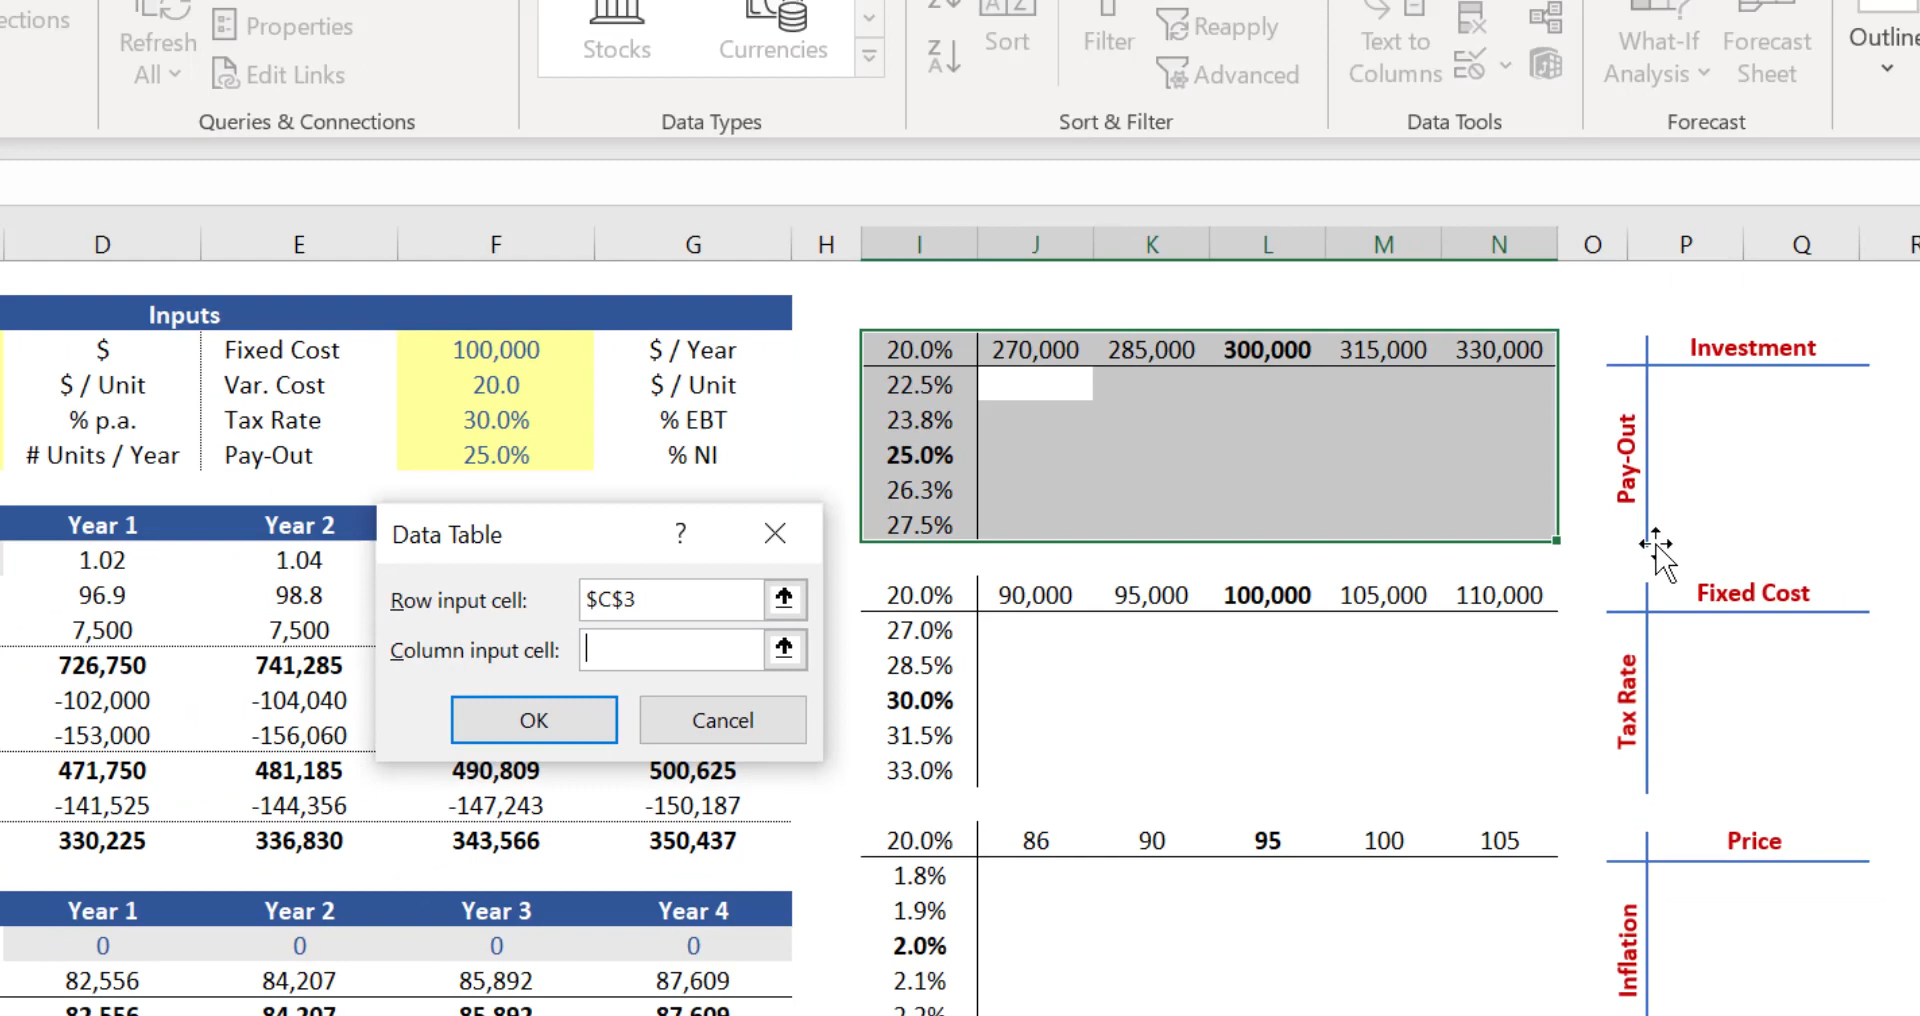 ections
Refresh
All
Properties
Edit Links
Queries & Connections
Stocks
Currencies
Data Types
Z
A
Sort
Filter
Reapply
Advanced
Sort & Filter
Text to
Columns
Data Tools
What-If
Analysis
Forecast
Sheet
Forecast
Outline
D E F G H I J K L M N O P Q R
Inputs
$ Fixed Cost 100,000 $ / Year
$ / Unit Var. Cost 20.0 $ / Unit
% p.a. Tax Rate 30.0% % EBT
# Units / Year Pay-Out 25.0% % NI
Year 1 Year 2
1.02 1.04
96.9 98.8
7,500 7,500
726,750 741,285
-102,000 -104,040
-153,000 -156,060
471,750 481,185 490,809 500,625
-141,525 -144,356 -147,243 -150,187
330,225 336,830 343,566 350,437
Year 1 Year 2 Year 3 Year 4
0 0 0 0
82,556 84,207 85,892 87,609
82,556 84,207 85,892 87,609
Data Table ?
Row input cell: $C$3
Column input cell:
OK Cancel
20.0% 270,000 285,000 300,000 315,000 330,000
22.5%
23.8%
25.0%
26.3%
27.5%
20.0% 90,000 95,000 100,000 105,000 110,000
27.0%
28.5%
30.0%
31.5%
33.0%
20.0% 86 90 95 100 105
1.8%
1.9%
2.0%
2.1%
2.2%
Investment
Pay-Out
Fixed Cost
Tax Rate
Price
Inflation